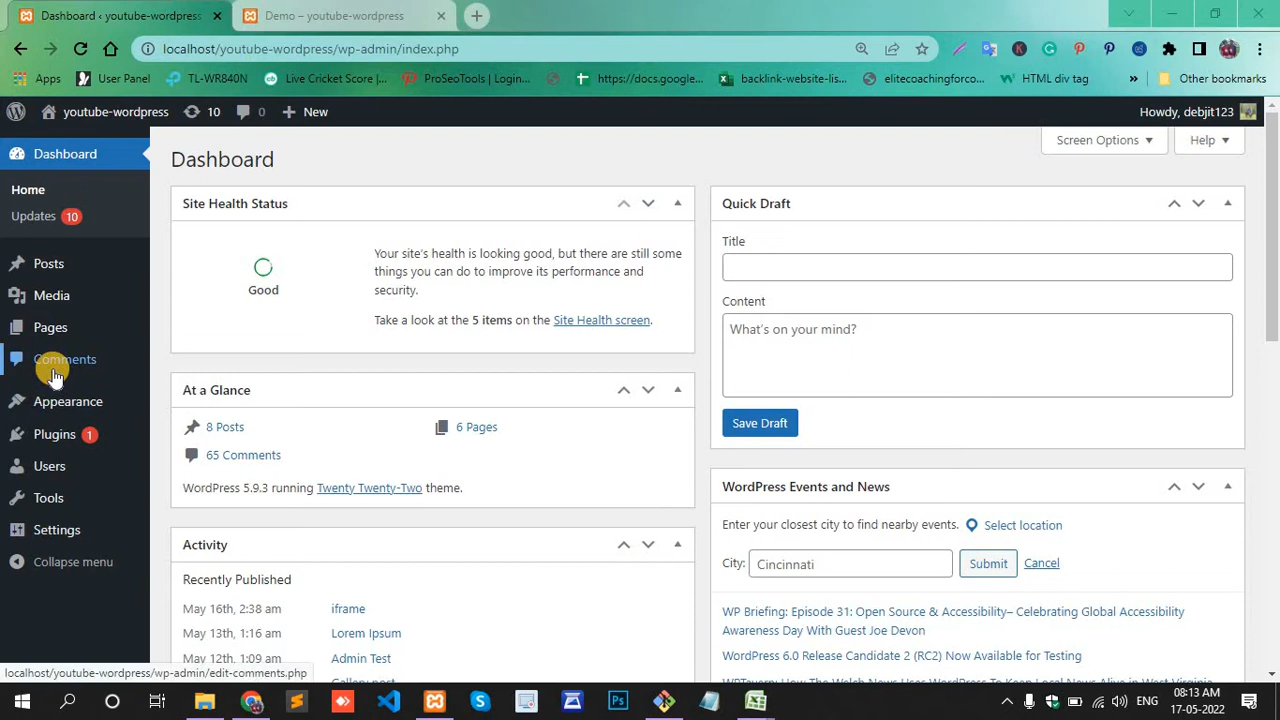 Dashboard ‹ youtube-wordpress
Demo – youtube-wordpress
localhost/youtube-wordpress/wp-admin/index.php
Apps
User Panel
TL-WR840N
Live Cricket Score |...
ProSeoTools | Login...
https://docs.google...
backlink-website-lis...
elitecoachingforco...
HTML div tag
Other bookmarks
youtube-wordpress
10
0
New
Howdy, debjit123
Dashboard
Home
Updates 10
Posts
Media
Pages
Comments
Appearance
Plugins 1
Users
Tools
Settings
Collapse menu
Screen Options
Help
Dashboard
Site Health Status
Good
Your site's health is looking good, but there are still some
things you can do to improve its performance and
security.
Take a look at the 5 items on the Site Health screen.
At a Glance
8 Posts
6 Pages
65 Comments
WordPress 5.9.3 running Twenty Twenty-Two theme.
Activity
Recently Published
May 16th, 2:38 am iframe
May 13th, 1:16 am Lorem Ipsum
May 12th, 1:09 am Admin Test
Quick Draft
Title
Content
What's on your mind?
Save Draft
WordPress Events and News
Enter your closest city to find nearby events.
Select location
City: Cincinnati Submit Cancel
WP Briefing: Episode 31: Open Source & Accessibility– Celebrating Global Accessibility
Awareness Day With Guest Joe Devon
WordPress 6.0 Release Candidate 2 (RC2) Now Available for Testing
localhost/youtube-wordpress/wp-admin/edit-comments.php
ENG
08:13 AM
17-05-2022